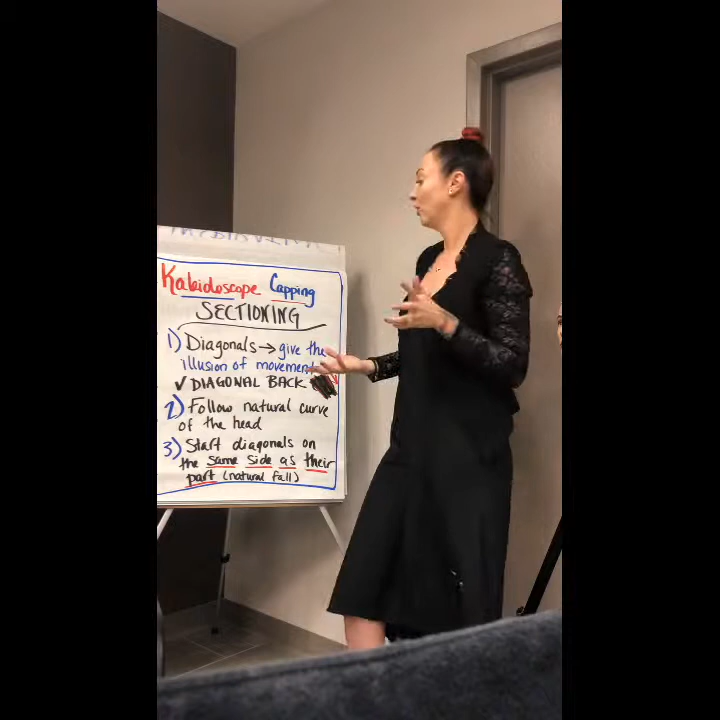 Kaleidoscope Capping
SECTIONING
1) Diagonals → give the
illusion of movement
✓ DIAGONAL BACK
2) Follow natural curve
of the head
3) Start diagonals on
the same side as their
part (natural fall)